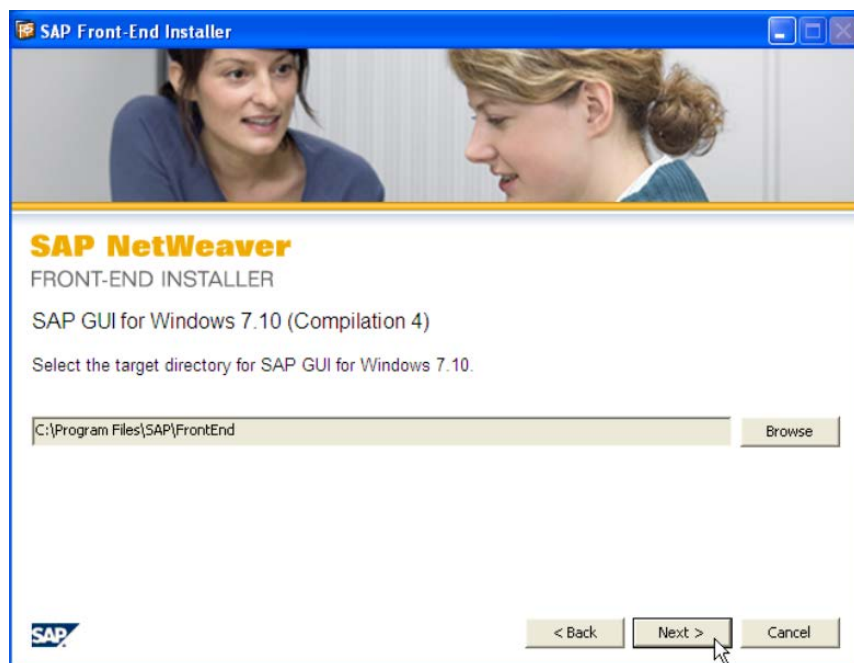 SAP Front-End Installer
SAP NetWeaver
FRONT-END INSTALLER
SAP GUI for Windows 7.10 (Compilation 4)
Select the target directory for SAP GUI for Windows 7.10.
C:\Program Files\SAP\FrontEnd
Browse
SAP
< Back
Next >
Cancel